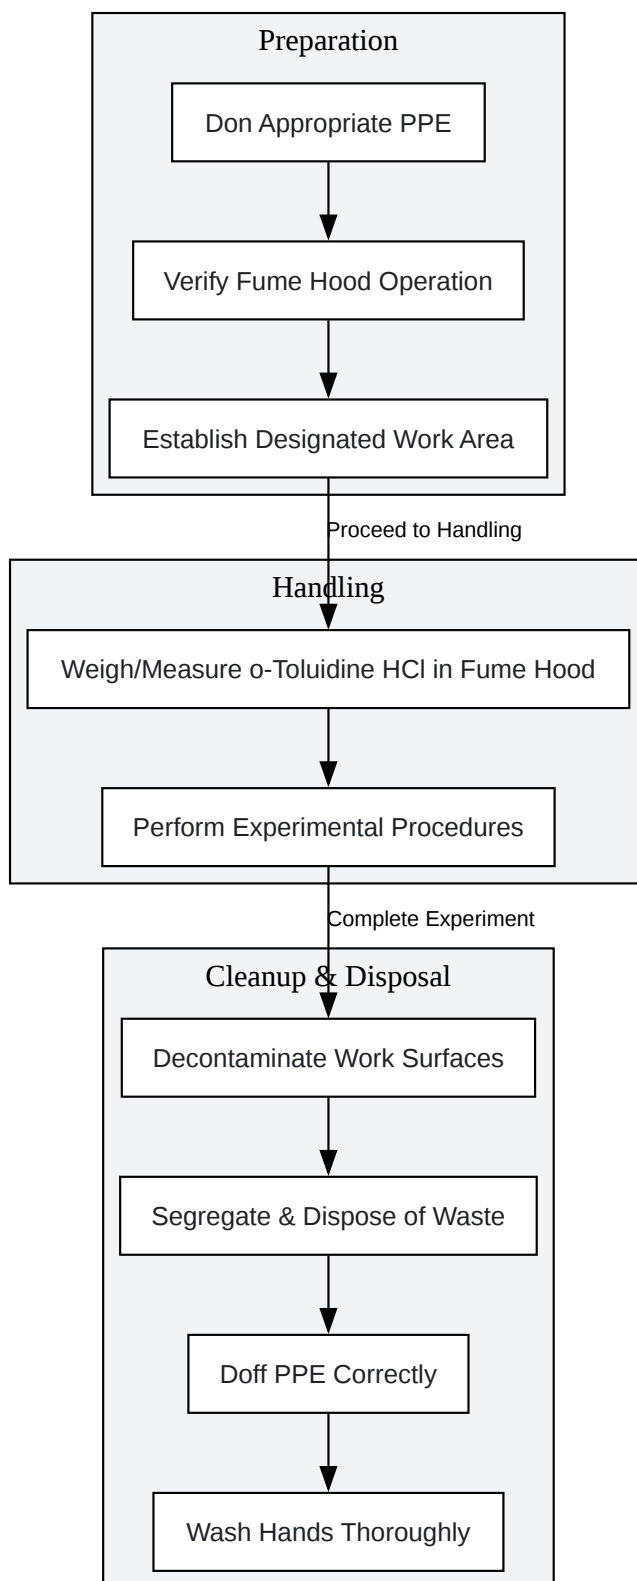 Preparation
Don Appropriate PPE
Verify Fume Hood Operation
Establish Designated Work Area
Proceed to Handling
Handling
Weigh/Measure o-Toluidine HCl in Fume Hood
Perform Experimental Procedures
Complete Experiment
Cleanup & Disposal
Decontaminate Work Surfaces
Segregate & Dispose of Waste
Doff PPE Correctly
Wash Hands Thoroughly